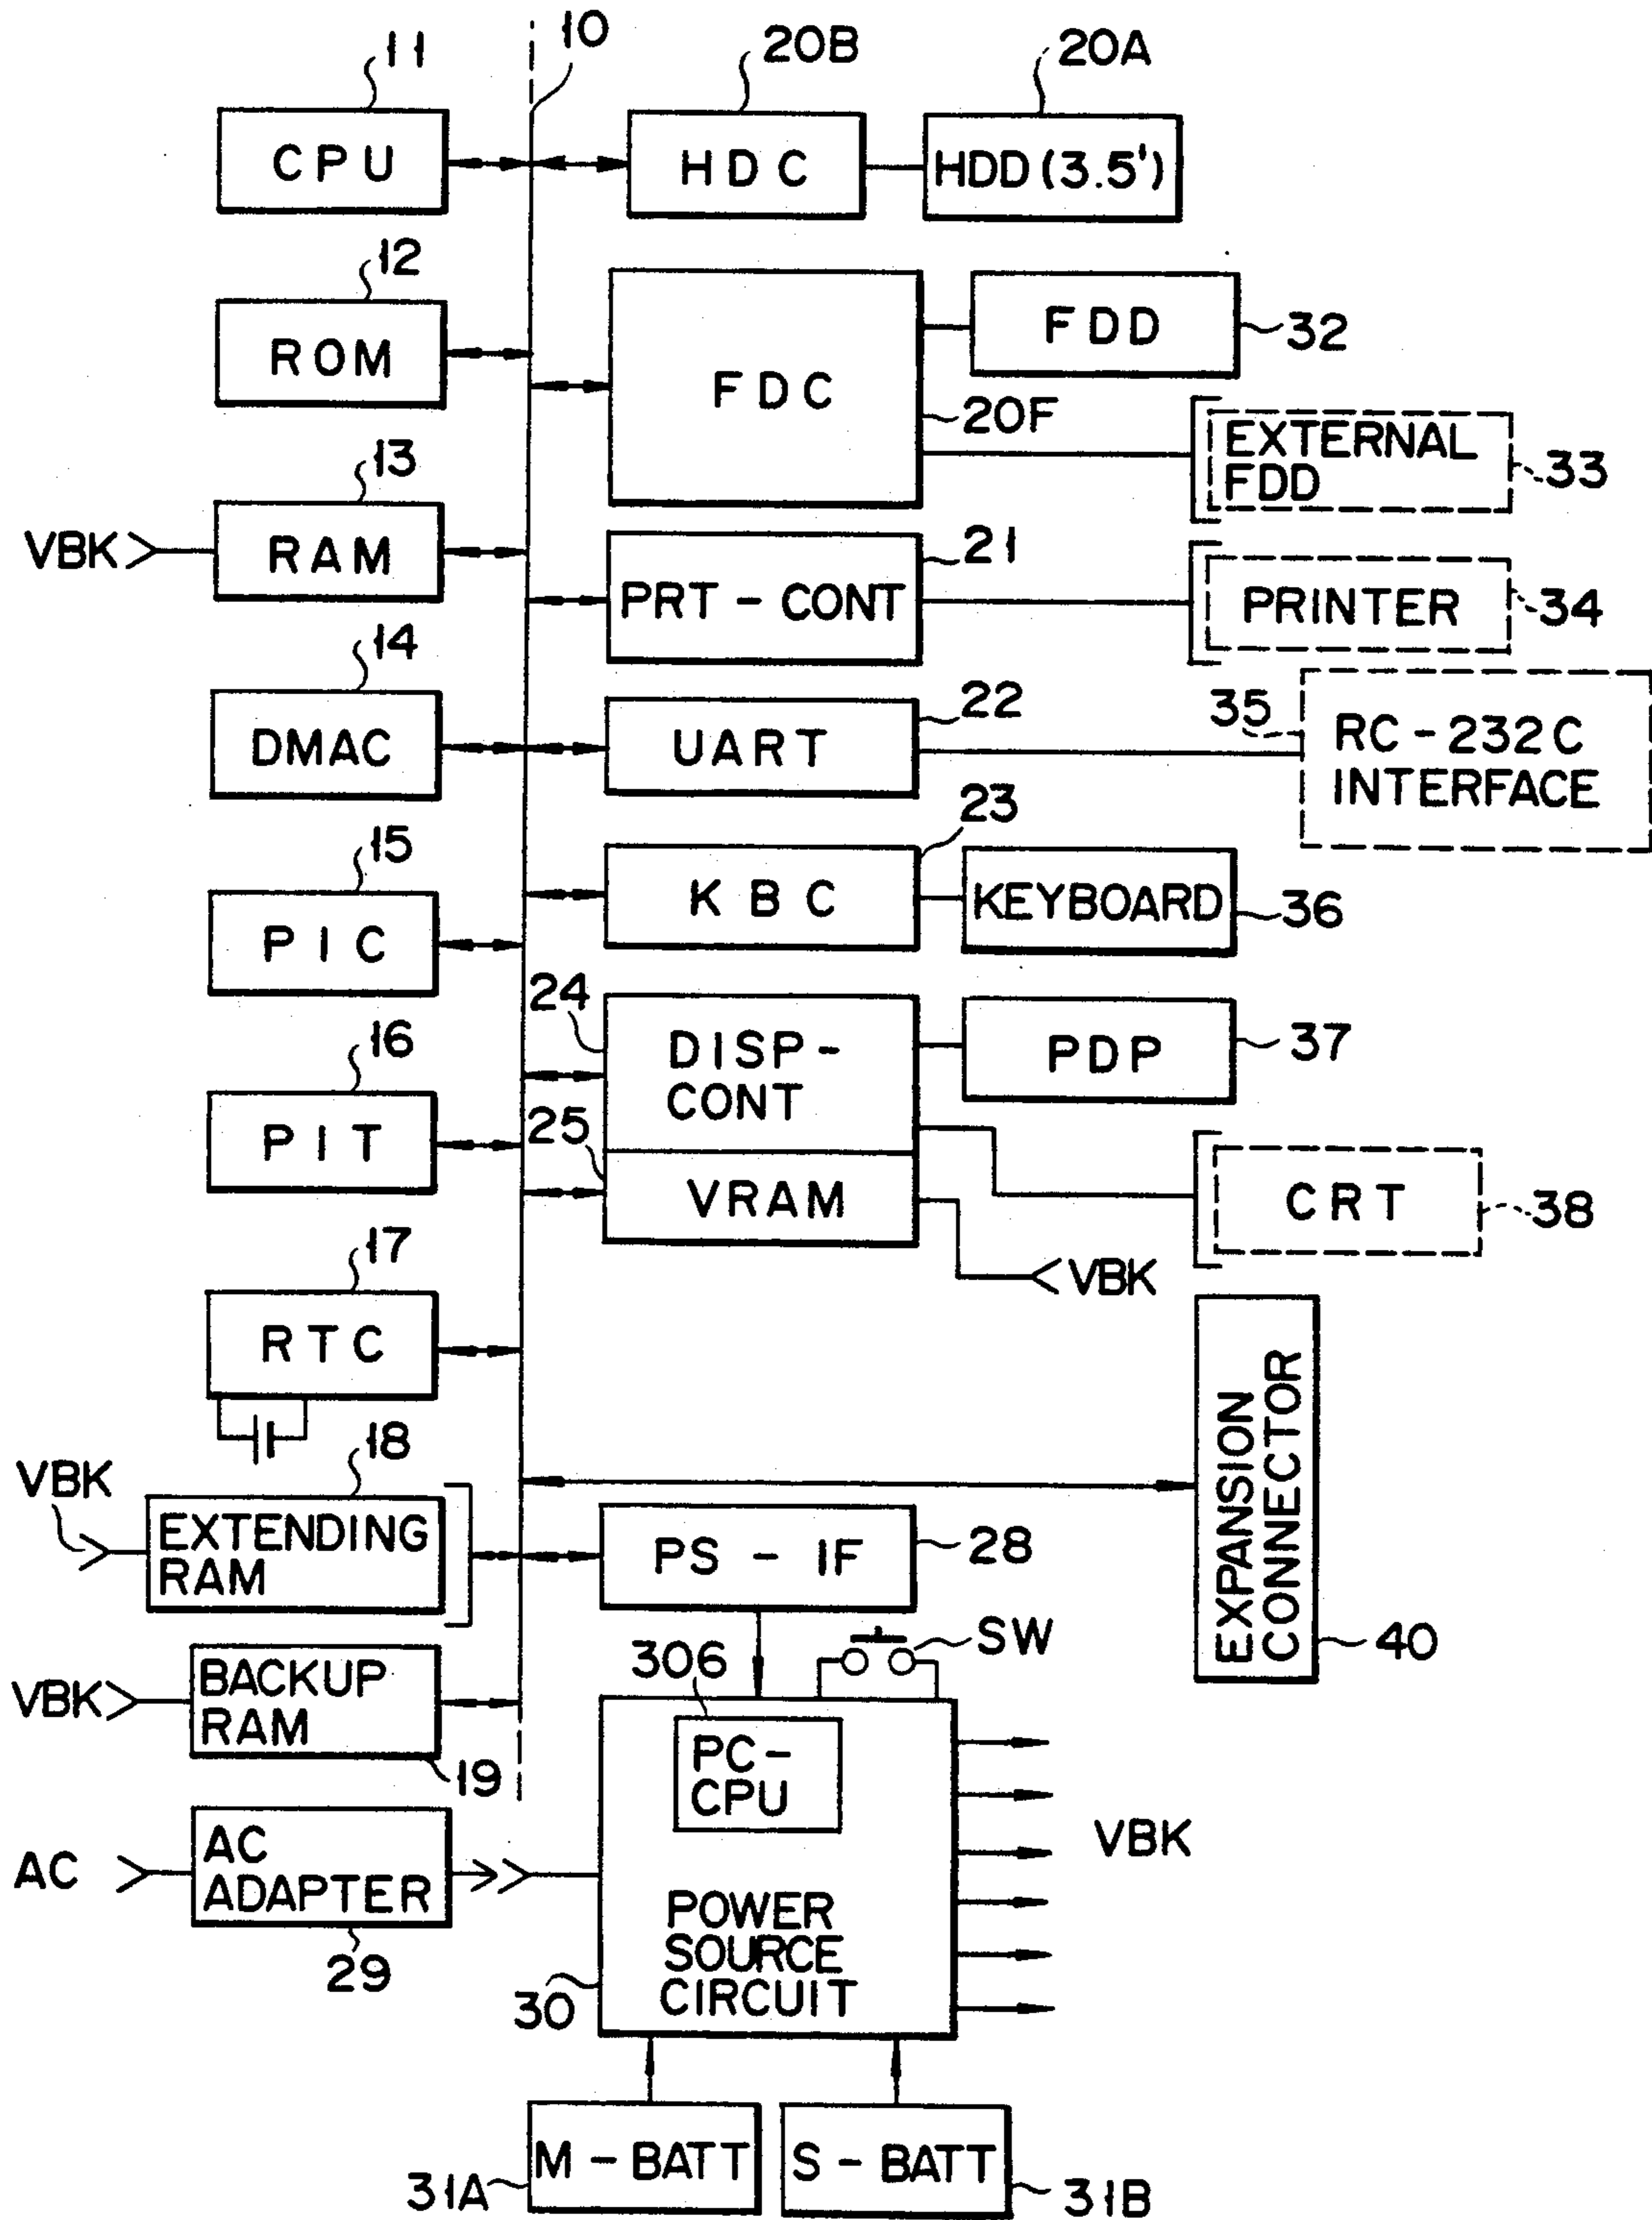 10
11
20B
20A
CPU
HDC
HDD (3.5')
12
ROM
FDC
FDD
32
20F
EXTERNAL
FDD
33
13
VBK
RAM
21
PRT-CONT
PRINTER
34
14
DMAC
22
UART
35
RC-232C
INTERFACE
15
PIC
23
KBC
KEYBOARD
36
24
DISP-
CONT
PDP
37
16
PIT
25
VRAM
CRT
38
VBK
17
RTC
EXPANSION
CONNECTOR
40
18
VBK
EXTENDING
RAM
PS-IF
28
SW
VBK
BACKUP
RAM
19
306
PC-
CPU
VBK
AC
AC
ADAPTER
29
POWER
SOURCE
CIRCUIT
30
M-BATT
31A
S-BATT
31B